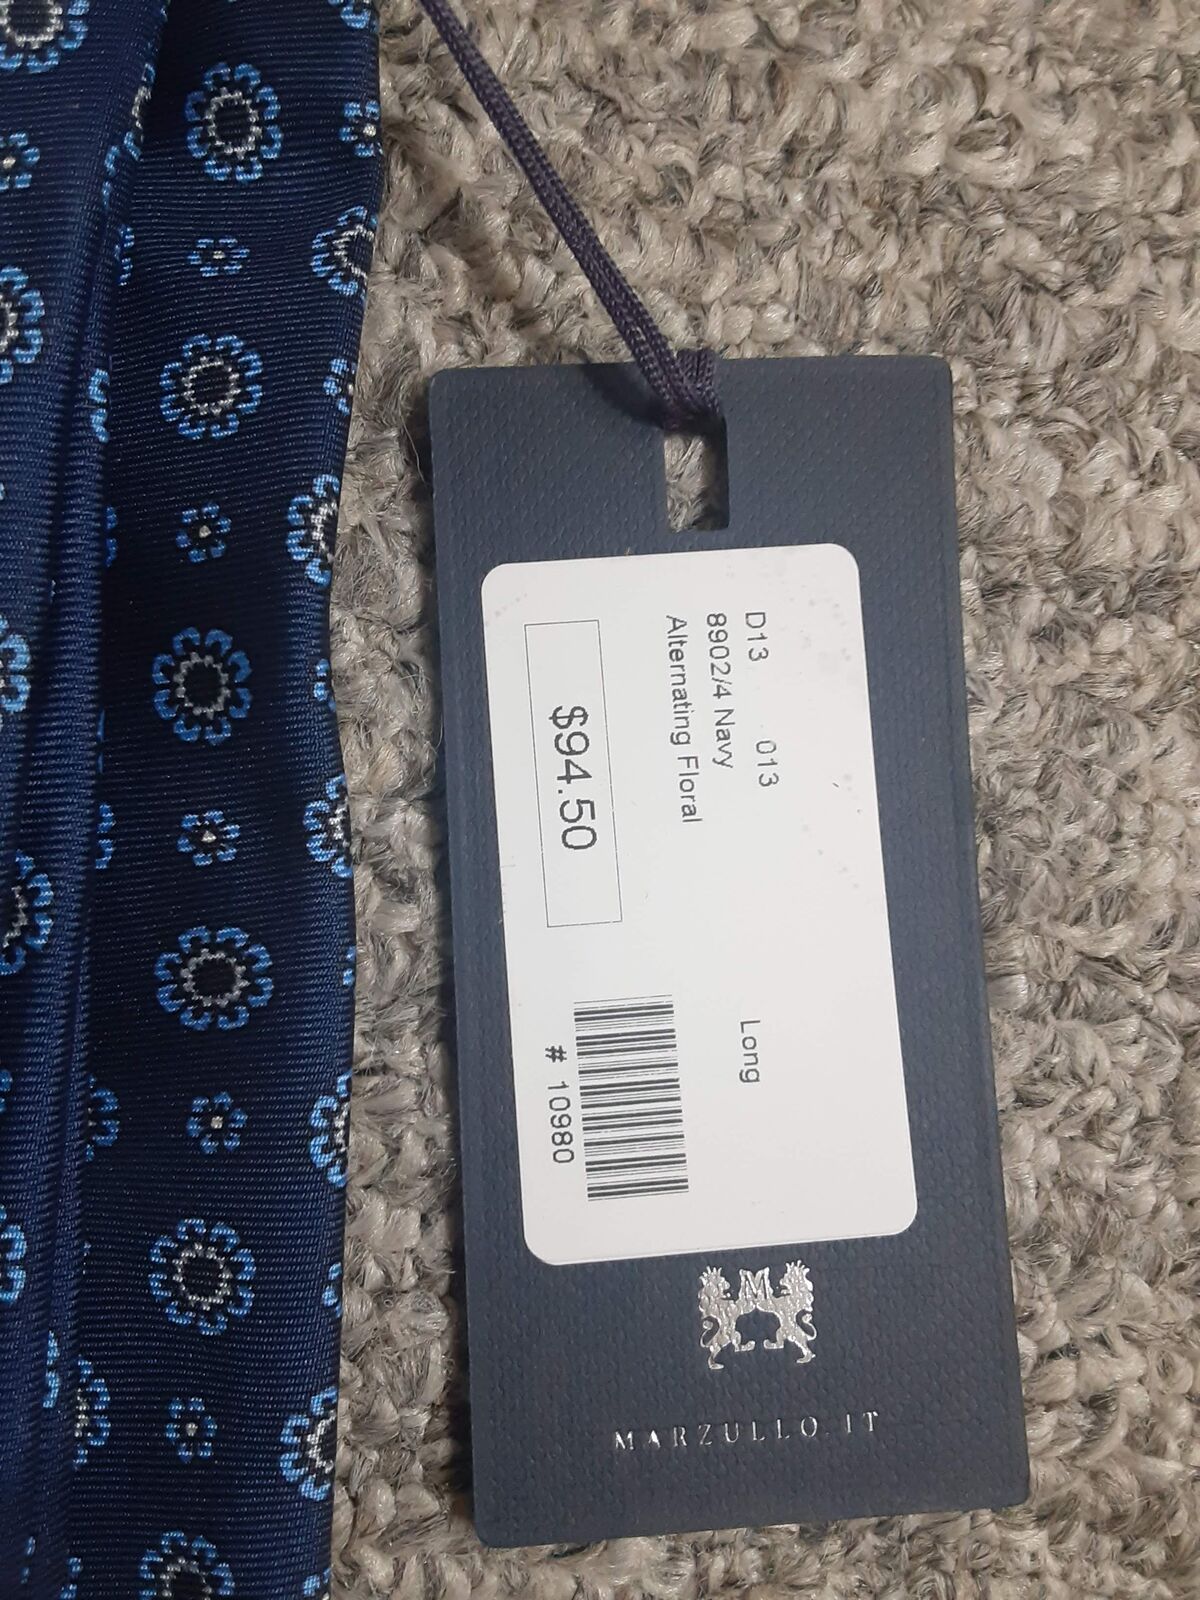 D13 013
8902/4 Navy Long
Alternating Floral
$94.50
# 10980
M
MARZULLO.IT